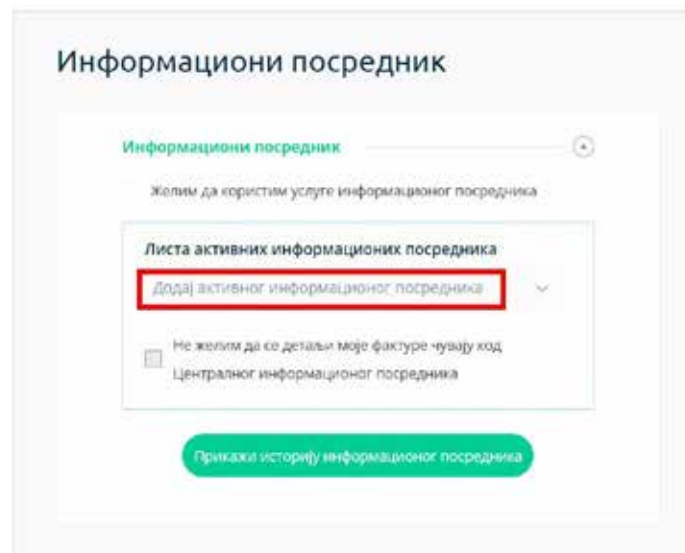 Информациони посредник
Информациони посредник
Желим да користим услуге информационог посредника
Листа активних информационих посредника
Додај активног информационог посредника
Не желим да се детаљи моје фактуре чувају код
Централног информационог посредника
Прикажи историју информационог посредника